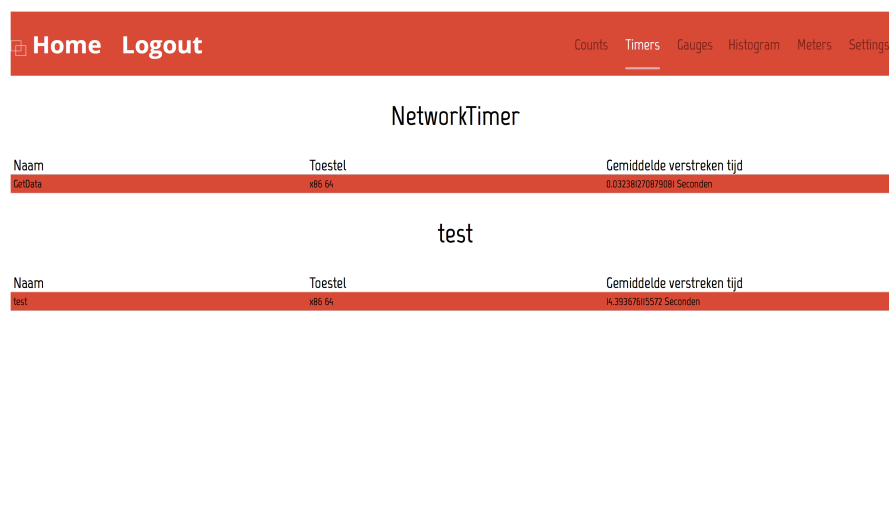 Home Logout Counts Timers Gauges Histogram Meters Settings
NetworkTimer
Naam Toestel Gemiddelde verstreken tijd
GetData x86 64 0.032381270879081 Seconden
test
Naam Toestel Gemiddelde verstreken tijd
test x86 64 14.393676115572 Seconden